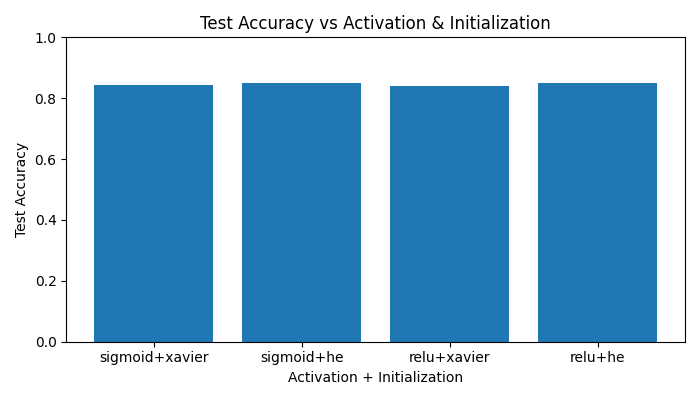 Test Accuracy vs Activation & Initialization
1.0
0.8
0.6
0.4
0.2
0.0
Test Accuracy
sigmoid+xavier sigmoid+he relu+xavier relu+he
Activation + Initialization